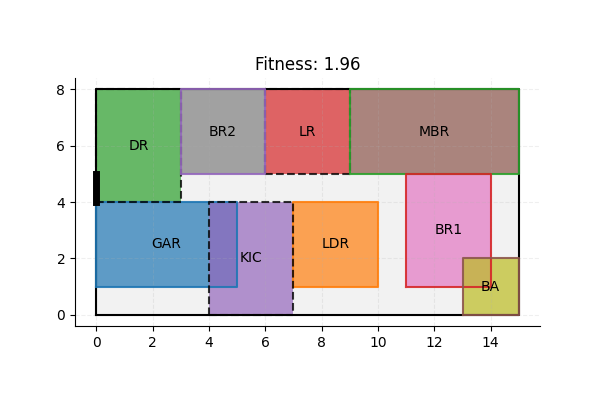 Fitness: 1.96
8
6
4
2
0
DR
BR2
LR
MBR
GAR
KIC
LDR
BR1
BA
0 2 4 6 8 10 12 14